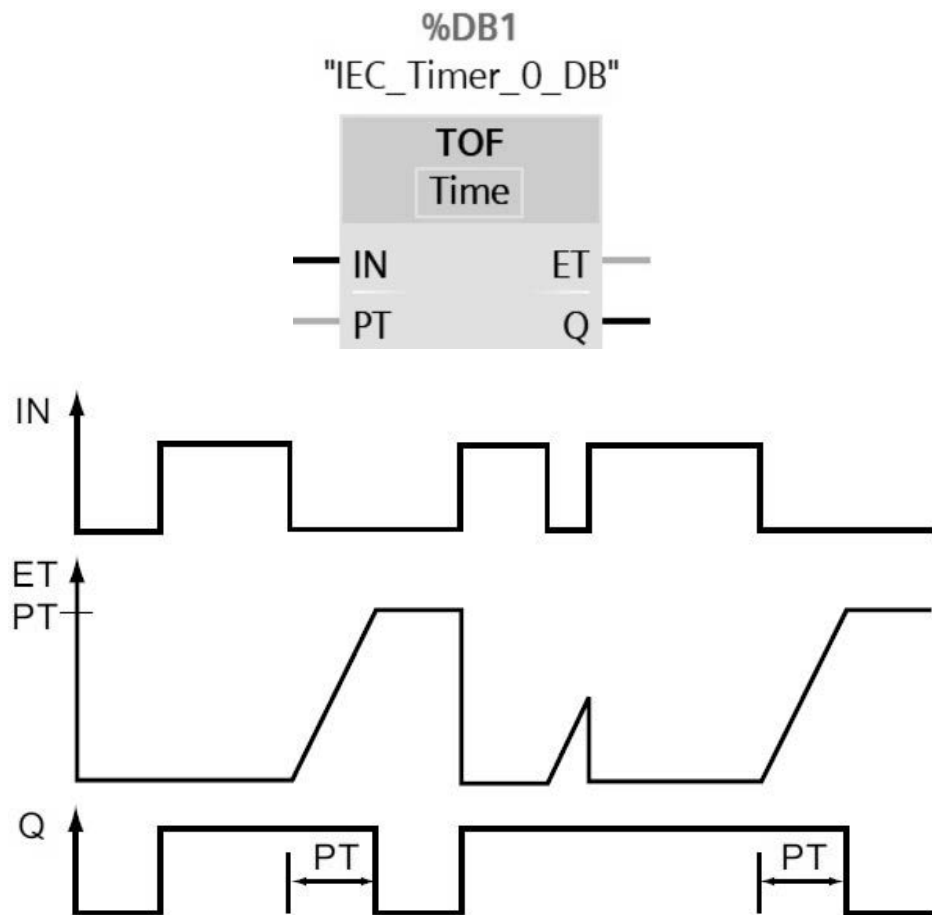 %DB1
"IEC_Timer_0_DB"
TOF
Time
IN ET
PT Q
IN
ET
PT
Q
PT PT